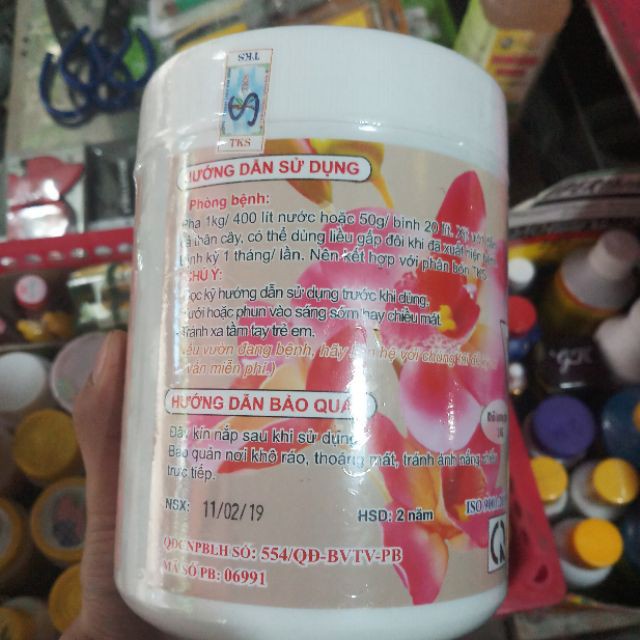 TKS
TKS
HƯỚNG DẪN SỬ DỤNG
Phòng bệnh:
Pha 1kg/ 400 lít nước hoặc 50g/ bình 20 lít.
thân cây, có thể dùng liều gấp đôi khi đã xuất hiện
định kỳ 1 tháng/ lần. Nên kết hợp với phân bón TKS
CHÚ Ý:
- Đọc kỹ hướng dẫn sử dụng trước khi dùng.
- Tưới hoặc phun vào sáng sớm hay chiều mát.
- Tránh xa tầm tay trẻ em.
(Nếu vườn đang bệnh, hãy liên hệ với chúng tôi để
vấn miễn phí.)
HƯỚNG DẪN BẢO QUẢN
Đậy kín nắp sau khi sử dụng
Bảo quản nơi khô ráo, thoáng mát, tránh ánh nắng chiếu
trực tiếp.
NSX: 11/02/19 HSD: 2 năm
ISO 9001
QĐCNPBLH SỐ: 554/QĐ-BVTV-PB
MÃ SỐ PB: 06991